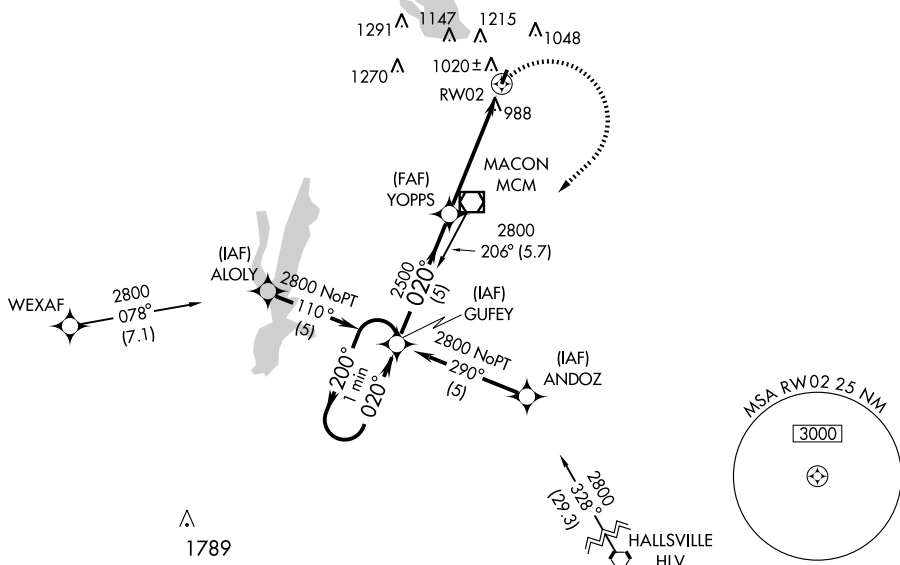 1291
1147
1215
1048
1270
1020±
RW02
988
MACON
MCM
(FAF)
YOPPS
2800
206° (5.7)
(IAF)
ALOLY
WEXAF
2800
078°
(7.1)
2800 NoPT
110°
(5)
2500
020°
(5)
(IAF)
GUFEY
2800 NoPT
290°
(5)
(IAF)
ANDOZ
200°
1 min
020°
MSA RW02 25 NM
3000
2800
328°
(29.3)
HALLSVILLE
HLV
1789